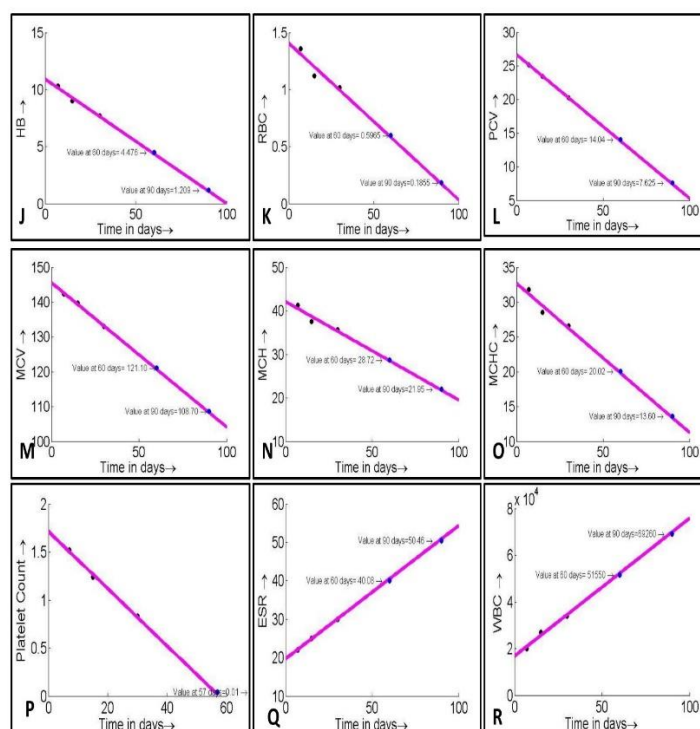 15
10
5
0
HB →
Value at 60 days= 4.476 →
Value at 90 days=1.209 →
0 50 100
J
Time in days→
1.5
1
0.5
0
RBC →
Value at 60 days= 0.5965 →
Value at 90 days=0.1855 →
0 50 100
K
Time in days→
30
25
20
15
10
5
PCV →
Value at 60 days= 14.04 →
Value at 90 days=7.625 →
0 50 100
L
Time in days→
150
140
130
120
110
100
MCV →
Value at 60 days= 121.10 →
Value at 90 days=108.70 →
0 50 100
M
Time in days→
50
40
30
20
10
MCH →
Value at 60 days= 28.72 →
Value at 90 days=21.95 →
0 50 100
N
Time in days→
35
30
25
20
15
10
MCHC →
Value at 60 days= 20.02 →
Value at 90 days=13.60 →
0 50 100
O
Time in days→
2
1.5
1
0.5
0
Platelet Count →
Value at 57 days=0.01 →
0 20 40 60
P
Time in days→
60
50
40
30
20
10
ESR →
Value at 90 days=50.46 →
Value at 60 days= 40.08 →
0 50 100
Q
Time in days→
8 × 10⁴
6
4
2
0
WBC →
Value at 90 days=69260 →
Value at 60 days= 51550 →
0 50 100
R
Time in days→